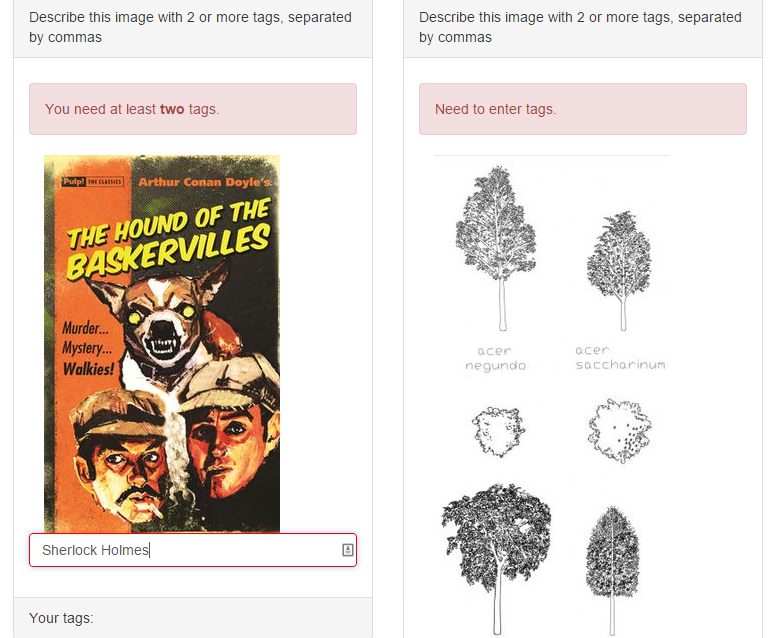 Describe this image with 2 or more tags, separated
by commas
You need at least two tags.
Pulp! THE CLASSICS
Arthur Conan Doyle's
THE HOUND OF THE
BASKERVILLES
Murder...
Mystery...
Walkies!
Sherlock Holmes
Your tags:
Describe this image with 2 or more tags, separated
by commas
Need to enter tags.
acer
negundo
acer
saccharinum